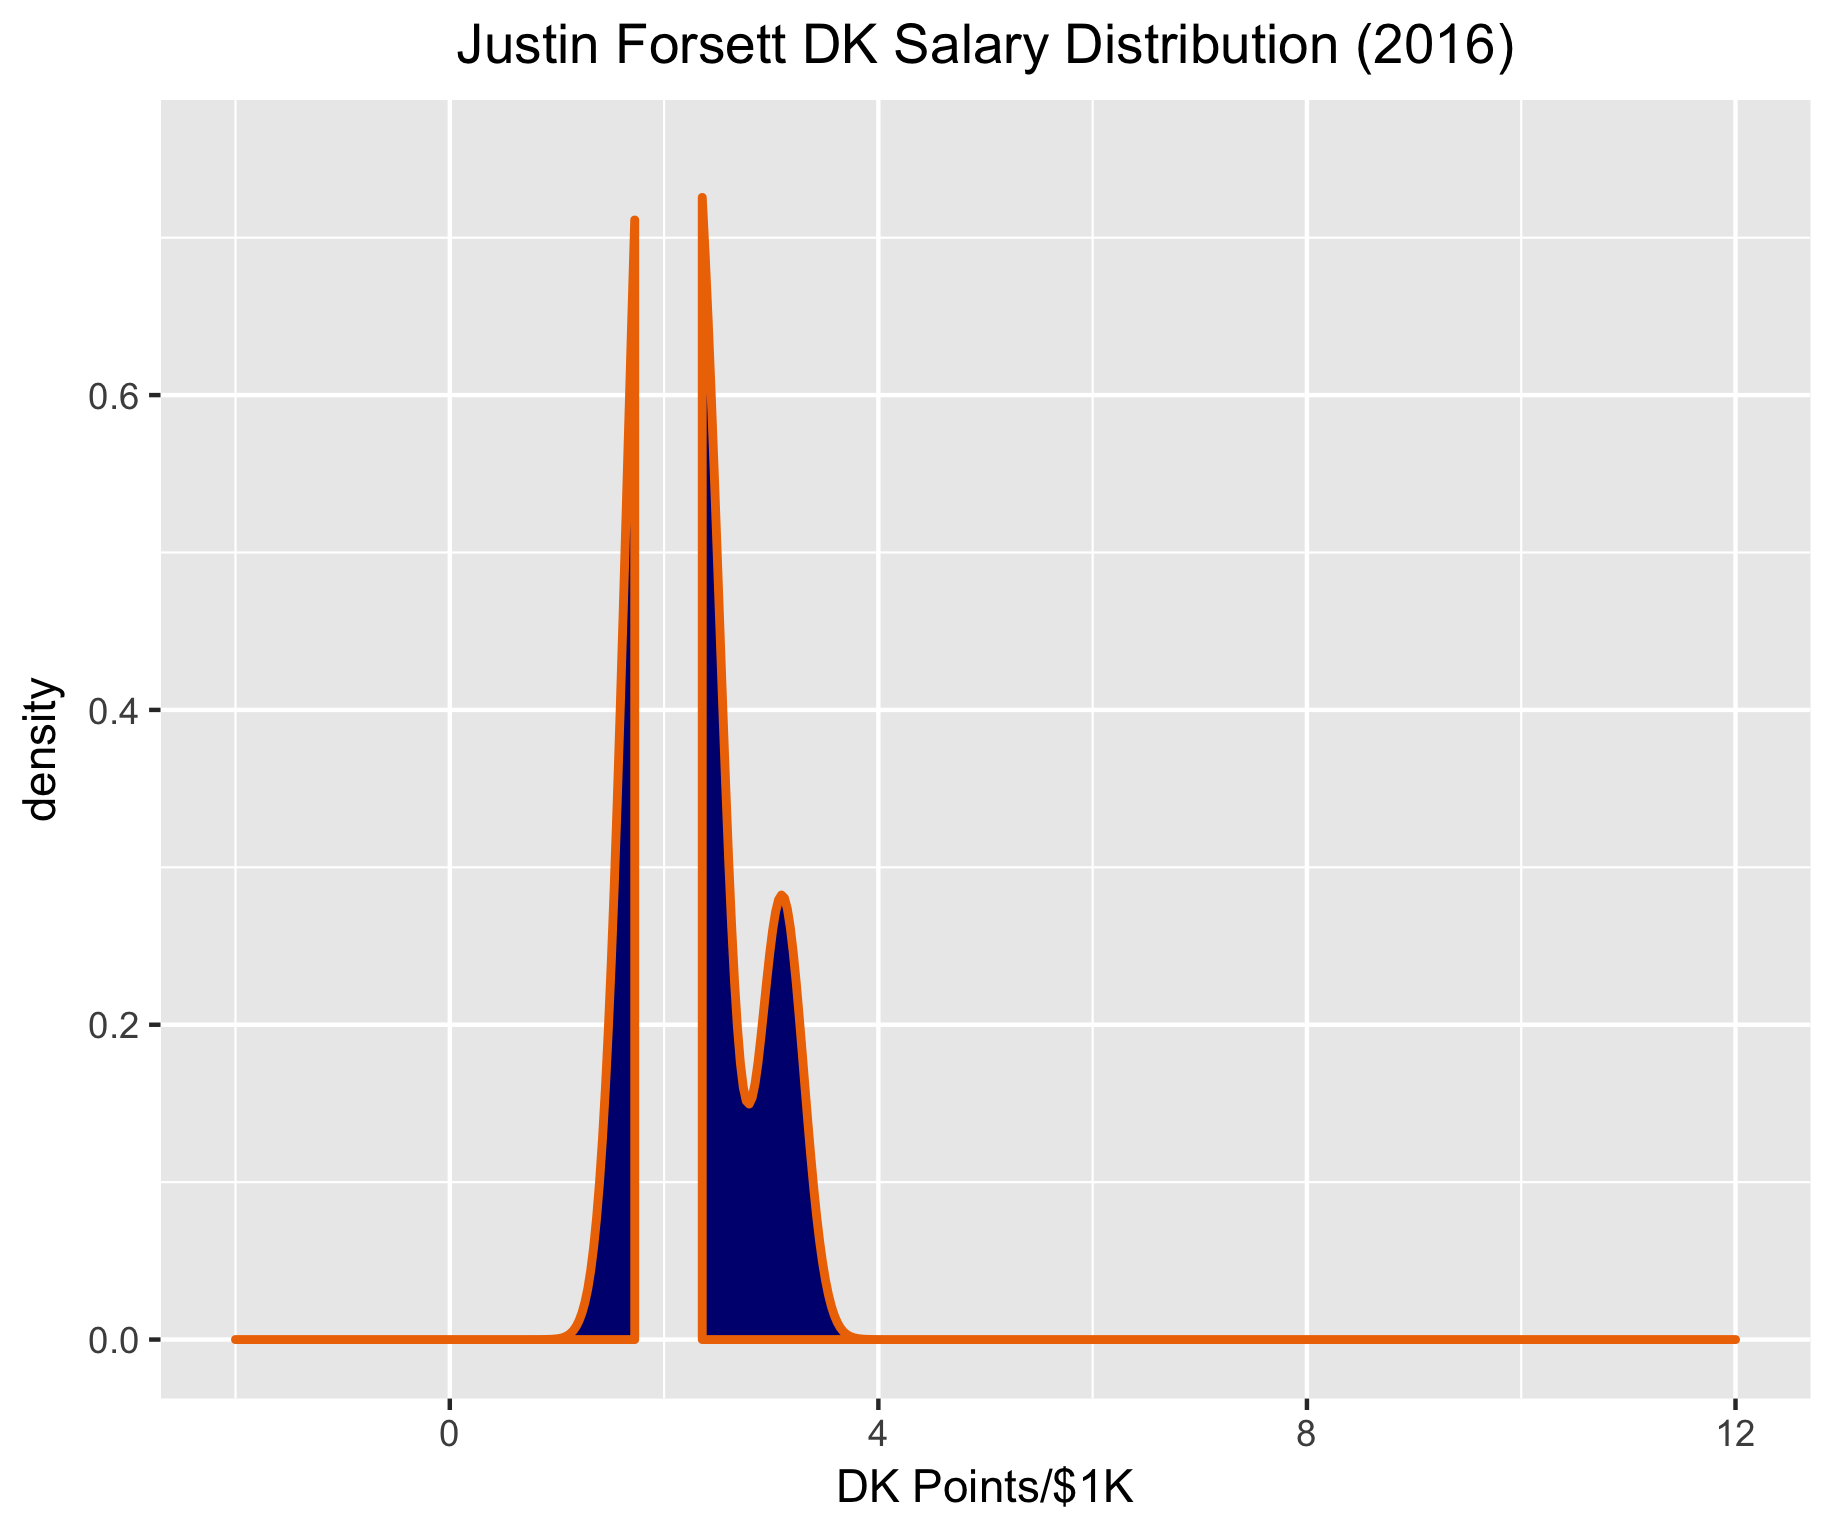 Justin Forsett DK Salary Distribution (2016)
density
0.6
0.4
0.2
0.0
0 4 8 12
DK Points/$1K